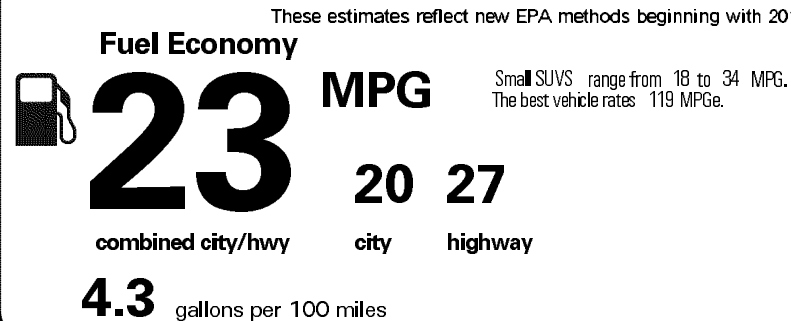 These estimates reflect new EPA methods beginning with
Fuel Economy
23 MPG
Small SUVS range from 18 to 34 MPG.
The best vehicle rates 119 MPGe.
20 27
combined city/hwy city highway
4.3 gallons per 100 miles